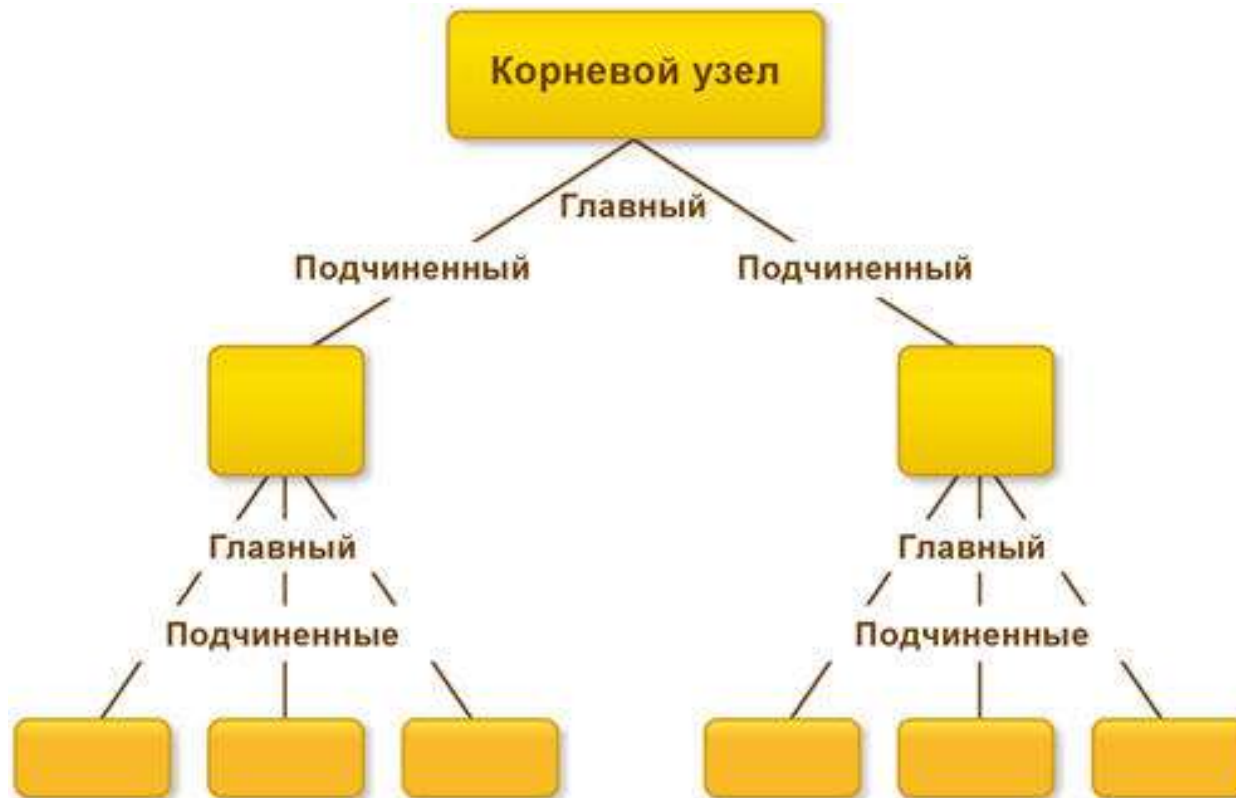 Корневой узел
Главный
Подчиненный Подчиненный
Главный Главный
Подчиненные Подчиненные